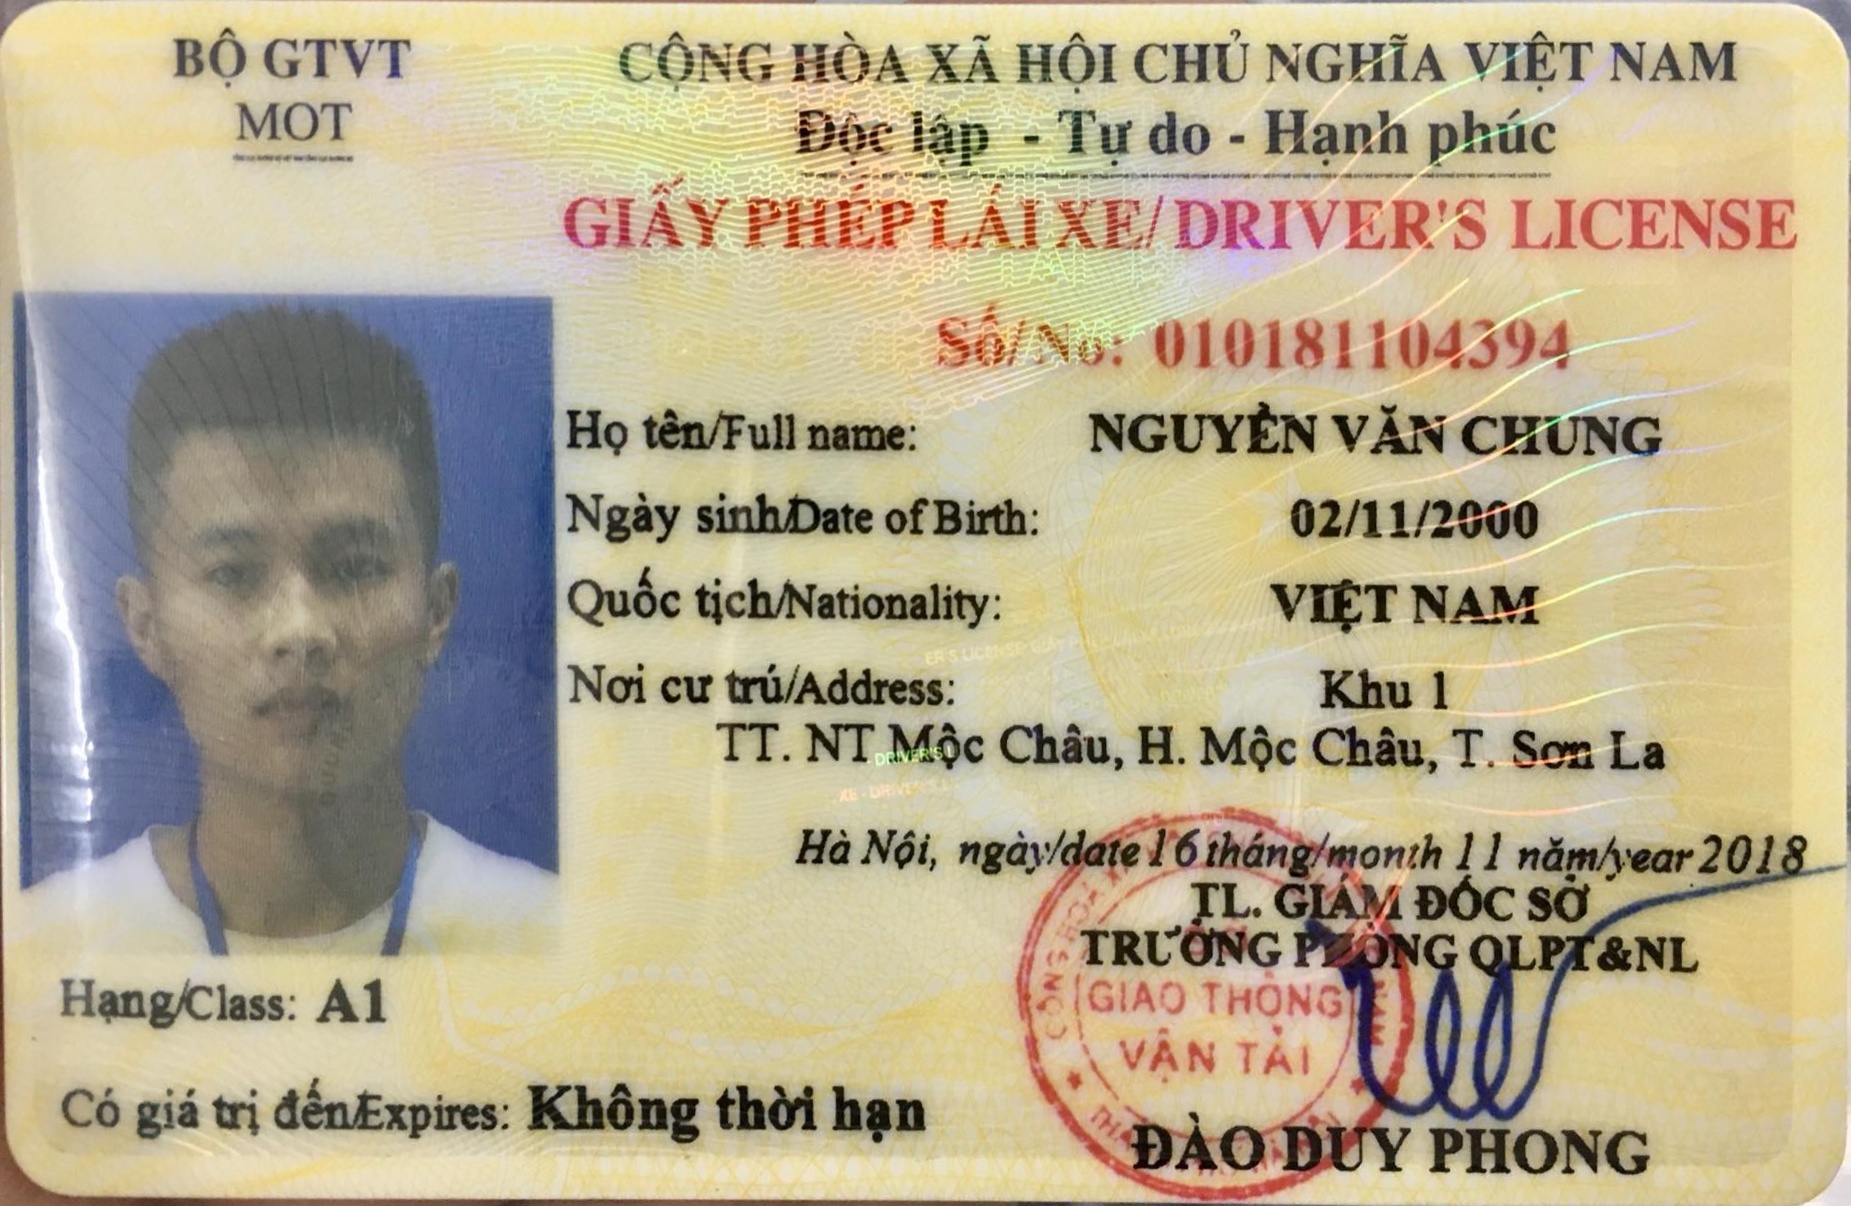 BỘ GTVT
MOT
CỘNG HÒA XÃ HỘI CHỦ NGHĨA VIỆT NAM
Độc lập - Tự do - Hạnh phúc
GIẤY PHÉP LÁI XE/DRIVER'S LICENSE
Số/No: 010181104394
Họ tên/Full name: NGUYỄN VĂN CHUNG
Ngày sinh/Date of Birth: 02/11/2000
Quốc tịch/Nationality: VIỆT NAM
Nơi cư trú/Address: Khu 1
TT. NT Mộc Châu, H. Mộc Châu, T. Sơn La
Hà Nội, ngày/date 16 tháng/month 11 năm/year 2018
TL. GIÁM ĐỐC SỞ
TRƯỞNG PHÒNG QLPT&NL
GIAO THÔNG
VẬN TẢI
ĐÀO DUY PHONG
Hạng/Class: A1
Có giá trị đến/Expires: Không thời hạn